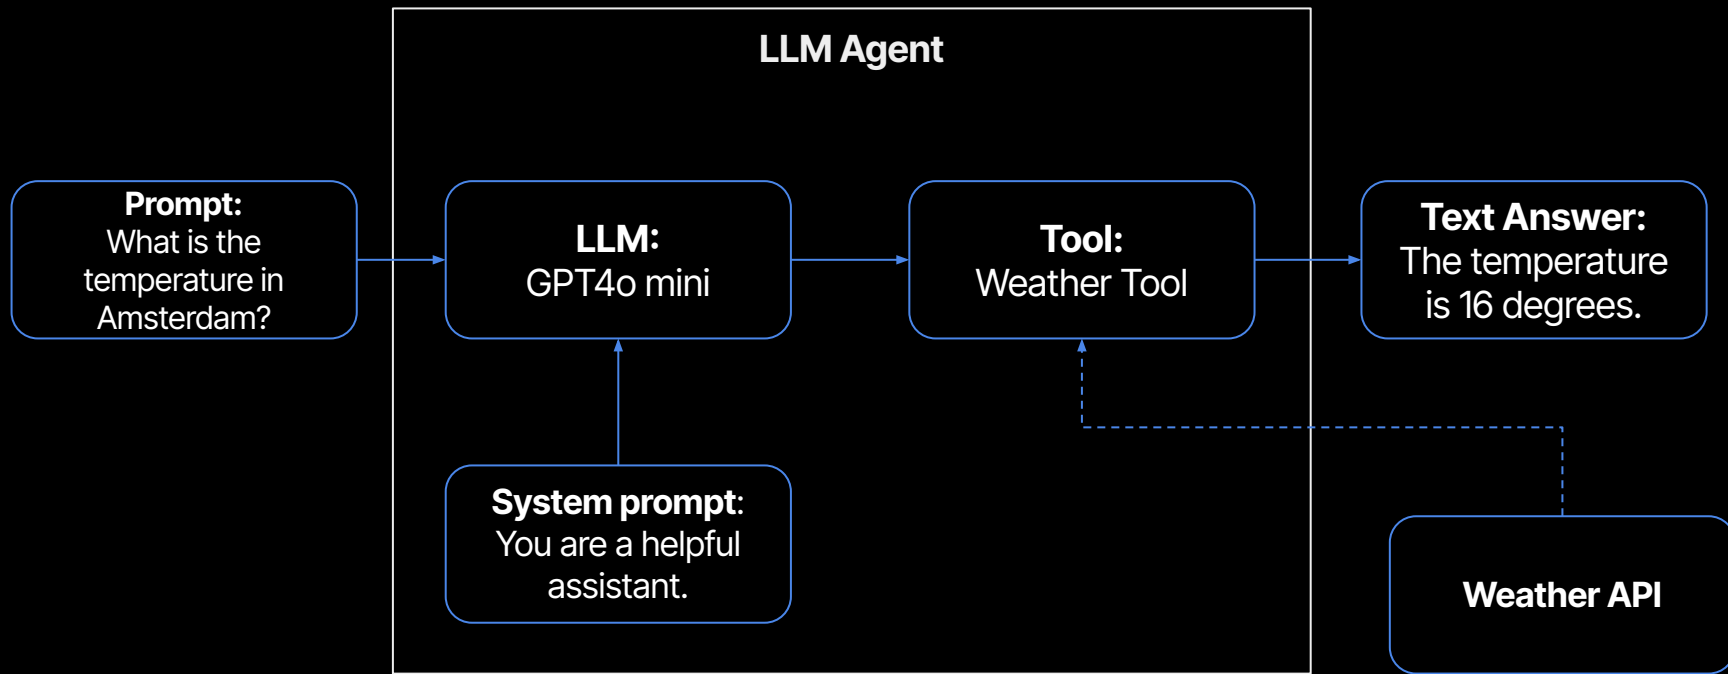 LLM Agent
Prompt:
What is the
temperature in
Amsterdam?
LLM:
GPT4o mini
Tool:
Weather Tool
Text Answer:
The temperature
is 16 degrees.
System prompt:
You are a helpful
assistant.
Weather API